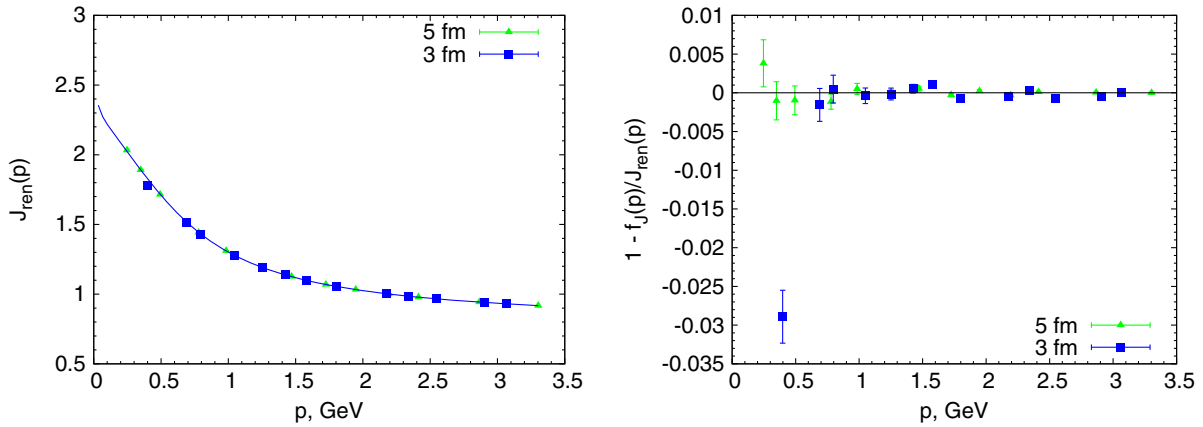 3
2.5
2
1.5
1
0.5
0 0.5 1 1.5 2 2.5 3 3.5
J_ren(p)
p, GeV
5 fm
3 fm
0.01
0.005
0
-0.005
-0.01
-0.015
-0.02
-0.025
-0.03
-0.035
0 0.5 1 1.5 2 2.5 3 3.5
1 - f_J(p)/J_ren(p)
p, GeV
5 fm
3 fm